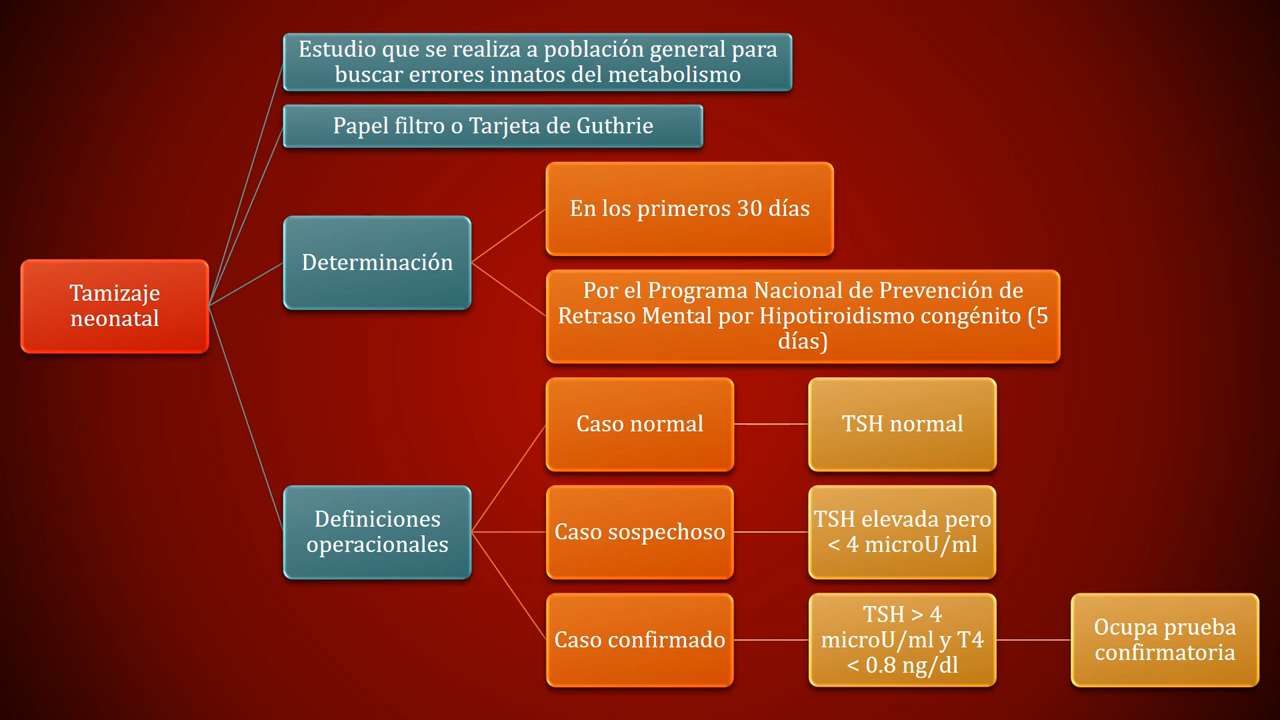 Estudio que se realiza a población general para
buscar errores innatos del metabolismo
Papel filtro o Tarjeta de Guthrie
En los primeros 30 días
Determinación
Por el Programa Nacional de Prevención de
Retraso Mental por Hipotiroidismo congénito (5
días)
Tamizaje
neonatal
Caso normal
TSH normal
Definiciones
operacionales
Caso sospechoso
TSH elevada pero
< 4 microU/ml
Caso confirmado
TSH > 4
microU/ml y T4
< 0.8 ng/dl
Ocupa prueba
confirmatoria